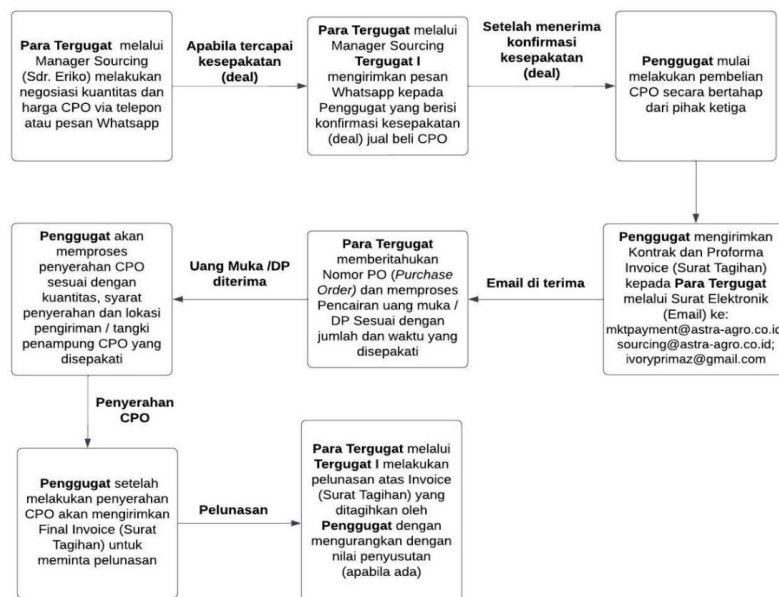 Para Tergugat melalui
Manager Sourcing
(Sdr. Eriko) melakukan
negosiasi kuantitas dan
harga CPO via telepon
atau pesan Whatsapp
Apabila tercapai
kesepakatan
(deal)
Para Tergugat melalui
Manager Sourcing
Tergugat I
mengirimkan pesan
Whatsapp kepada
Penggugat yang berisi
konfirmasi kesepakatan
(deal) jual beli CPO
Setelah menerima
konfirmasi
kesepakatan
(deal)
Penggugat mulai
melakukan pembelian
CPO secara bertahap
dari pihak ketiga
Penggugat mengirimkan
Kontrak dan Proforma
Invoice (Surat Tagihan)
kepada Para Tergugat
melalui Surat Elektronik
(Email) ke:
mktpayment@astra-agro.co.id
sourcing@astra-agro.co.id;
ivoryprimaz@gmail.com
Email di terima
Para Tergugat
memberitahukan
Nomor PO (Purchase
Order) dan memproses
Pencairan uang muka /
DP Sesuai dengan
jumlah dan waktu yang
disepakati
Uang Muka /DP
diterima
Penggugat akan
memproses
penyerahan CPO
sesuai dengan
kuantitas, syarat
penyerahan dan lokasi
pengiriman / tangki
penampung CPO yang
disepakati
Penyerahan
CPO
Penggugat setelah
melakukan penyerahan
CPO akan mengirimkan
Final Invoice (Surat
Tagihan) untuk
meminta pelunasan
Pelunasan
Para Tergugat melalui
Tergugat I melakukan
pelunasan atas Invoice
(Surat Tagihan) yang
ditagihkan oleh
Penggugat dengan
mengurangkan dengan
nilai penyusutan
(apabila ada)